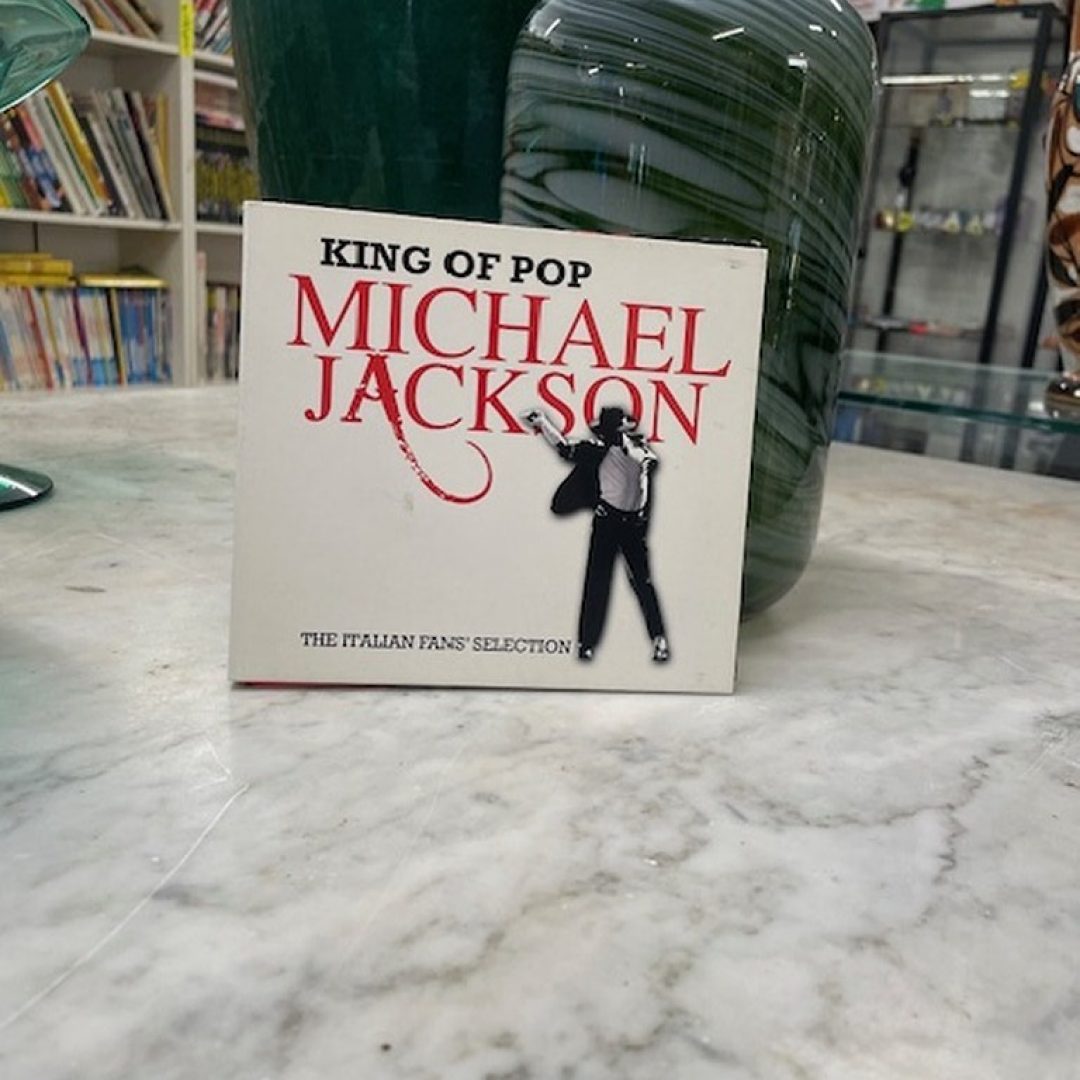 KING OF POP
MICHAEL
JACKSON
THE ITALIAN FANS' SELECTION